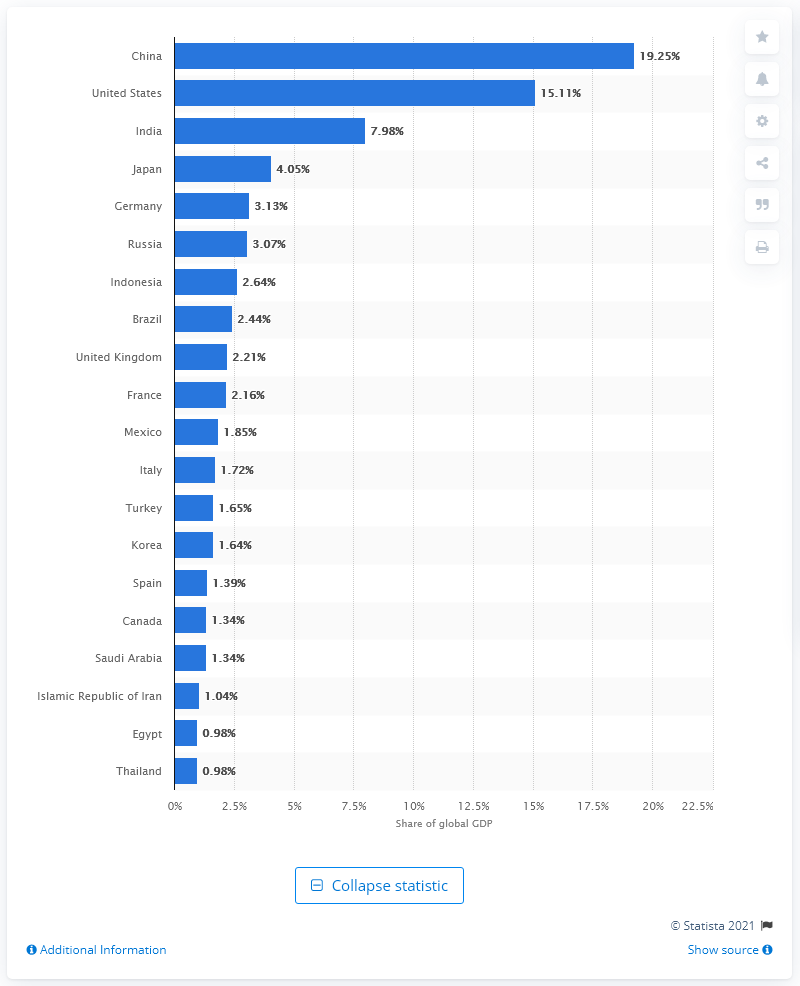 China 19.25%
United States 15.11%
India 7.98%
Japan 4.05%
Germany 3.13%
Russia 3.07%
Indonesia 2.64%
Brazil 2.44%
United Kingdom 2.21%
France 2.16%
Mexico 1.85%
Italy 1.72%
Turkey 1.65%
Korea 1.64%
Spain 1.39%
Canada 1.34%
Saudi Arabia 1.34%
Islamic Republic of Iran 1.04%
Egypt 0.98%
Thailand 0.98%
0% 2.5% 5% 7.5% 10% 12.5% 15% 17.5% 20% 22.5%
Share of global GDP
Collapse statistic
© Statista 2021
Additional Information Show source